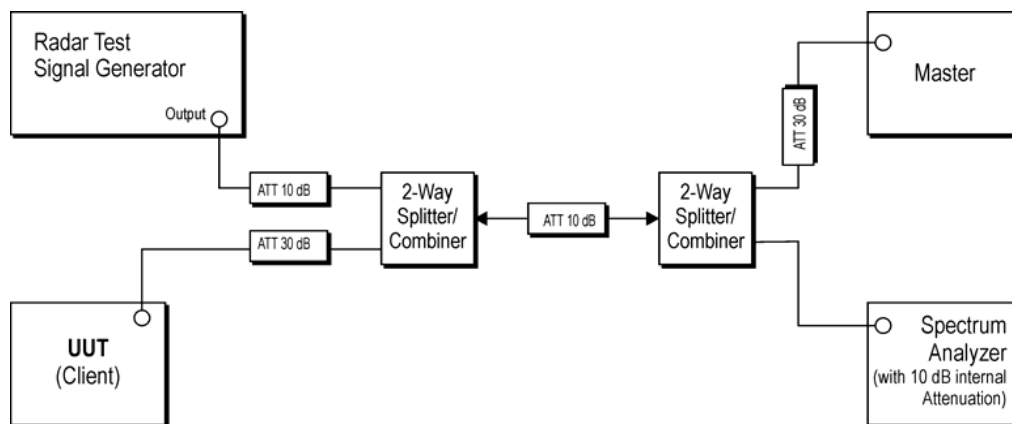 Radar Test
Signal Generator
Output
ATT 10 dB
ATT 30 dB
UUT
(Client)
2-Way
Splitter/
Combiner
ATT 10 dB
2-Way
Splitter/
Combiner
ATT 30 dB
Master
Spectrum
Analyzer
(with 10 dB internal
Attenuation)